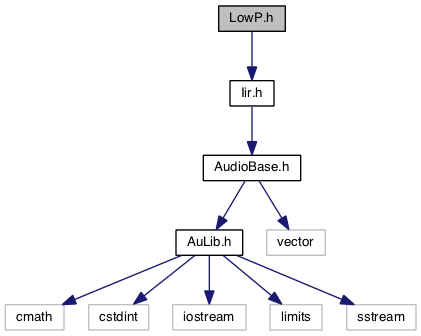 LowP.h
Iir.h
AudioBase.h
AuLib.h
vector
cmath
cstdint
iostream
limits
sstream